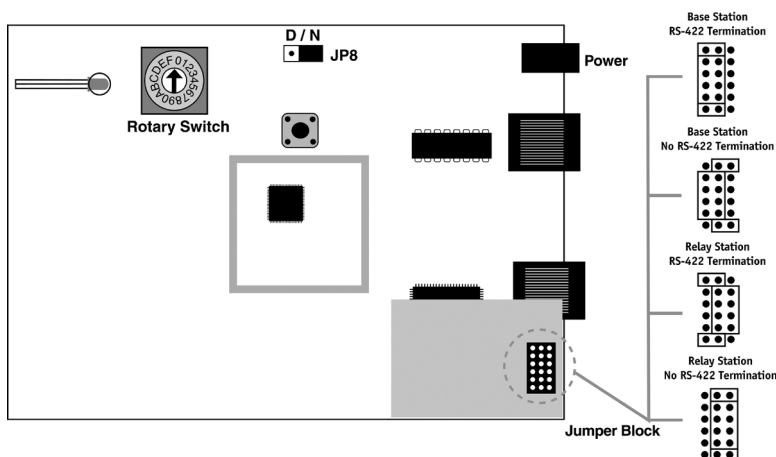 D / N
JP8
ABCDEF0123456789
Rotary Switch
Power
Base Station
RS-422 Termination
Base Station
No RS-422 Termination
Relay Station
RS-422 Termination
Relay Station
No RS-422 Termination
Jumper Block